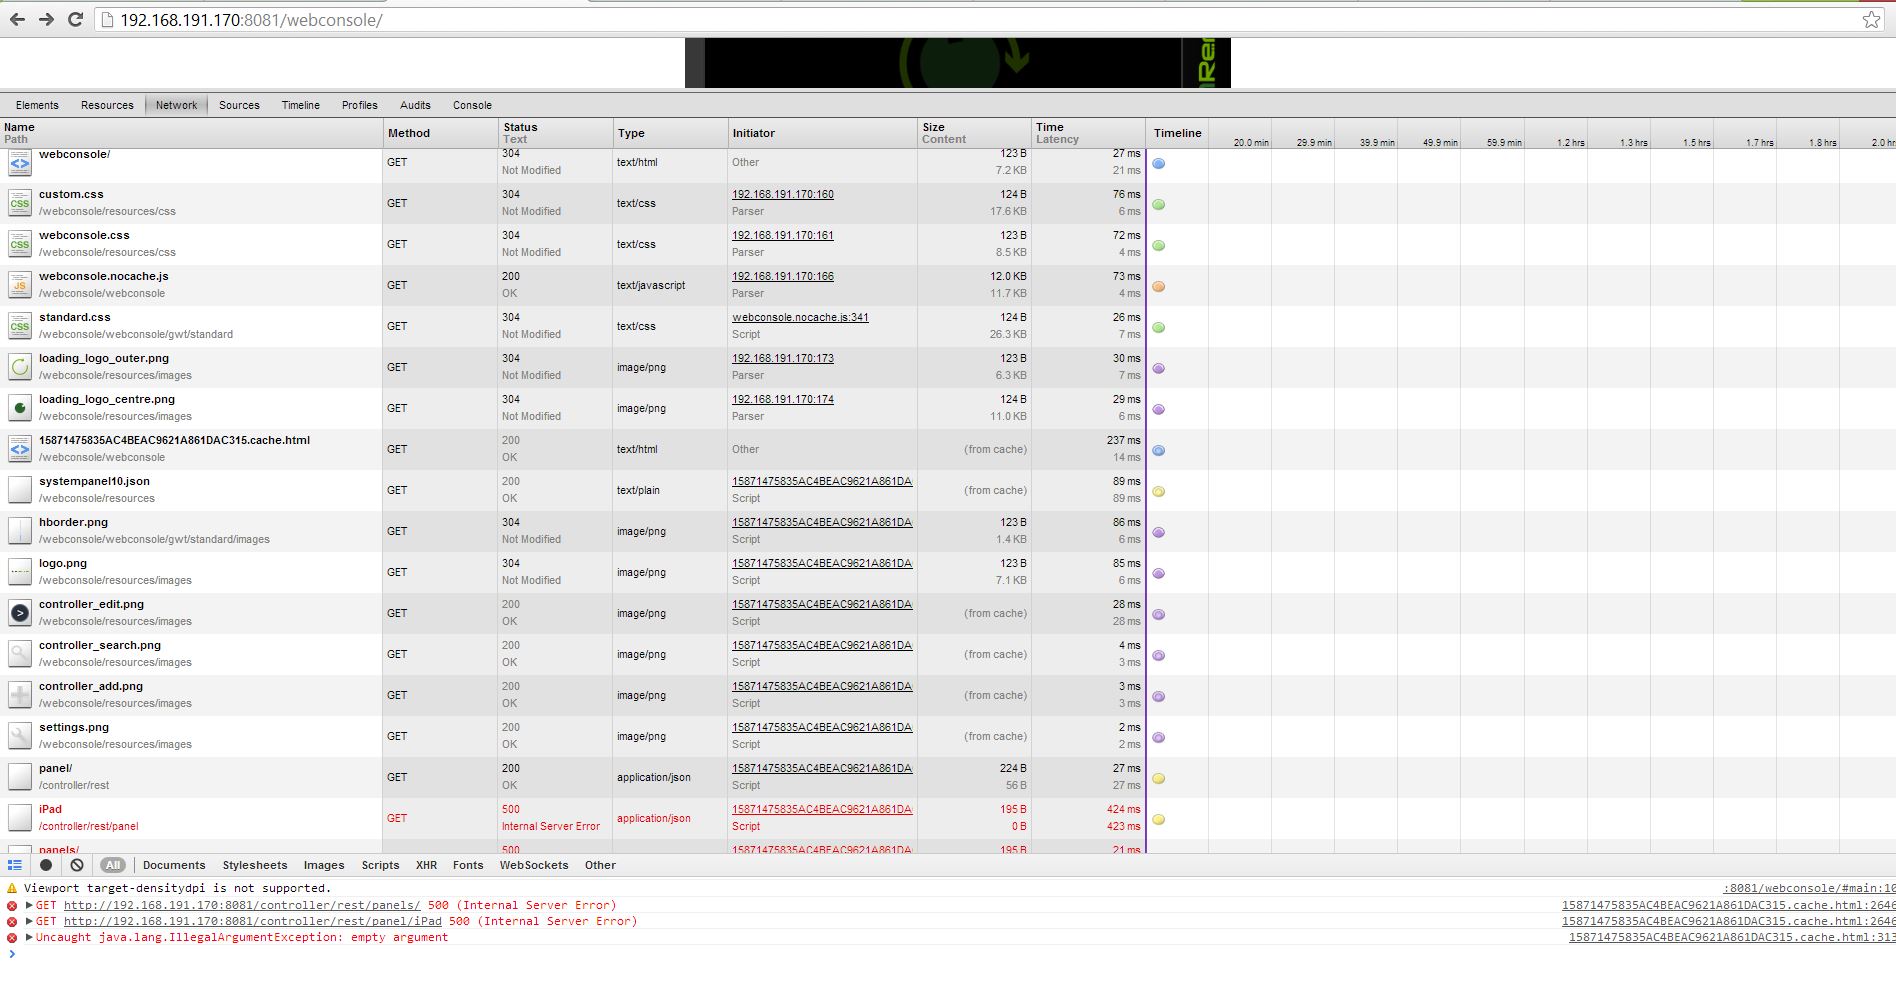 192.168.191.170:8081/webconsole/
nRe
Elements Resources Network Sources Timeline Profiles Audits Console
Name Method Status Type Initiator Size Time Timeline
Path Text Content Latency
20.0 min 29.9 min 39.9 min 49.9 min 59.9 min 1.2 hrs 1.3 hrs 1.5 hrs 1.7 hrs 1.8 hrs 2.0 hr
webconsole/ GET 304 text/html Other 123 B 27 ms
Not Modified 7.2 KB 21 ms
custom.css GET 304 text/css 192.168.191.170:160 124 B 76 ms
/webconsole/resources/css Not Modified Parser 17.6 KB 6 ms
webconsole.css GET 304 text/css 192.168.191.170:161 123 B 72 ms
/webconsole/resources/css Not Modified Parser 8.5 KB 4 ms
webconsole.nocache.js GET 200 text/javascript 192.168.191.170:166 12.0 KB 73 ms
/webconsole/webconsole OK Parser 11.7 KB 4 ms
standard.css GET 304 text/css webconsole.nocache.js:341 124 B 26 ms
/webconsole/webconsole/gwt/standard Not Modified Script 26.3 KB 7 ms
loading_logo_outer.png GET 304 image/png 192.168.191.170:173 123 B 30 ms
/webconsole/resources/images Not Modified Parser 6.3 KB 7 ms
loading_logo_centre.png GET 304 image/png 192.168.191.170:174 124 B 29 ms
/webconsole/resources/images Not Modified Parser 11.0 KB 6 ms
15871475835AC4BEAC9621A861DAC315.cache.html GET 200 text/html Other (from cache) 237 ms
/webconsole/webconsole OK 14 ms
systempanel10.json GET 200 text/plain 15871475835AC4BEAC9621A861DA (from cache) 89 ms
/webconsole/resources OK Script 89 ms
hborder.png GET 304 image/png 15871475835AC4BEAC9621A861DA 123 B 86 ms
/webconsole/webconsole/gwt/standard/images Not Modified Script 1.4 KB 6 ms
logo.png GET 304 image/png 15871475835AC4BEAC9621A861DA 123 B 85 ms
/webconsole/resources/images Not Modified Script 7.1 KB 6 ms
controller_edit.png GET 200 image/png 15871475835AC4BEAC9621A861DA (from cache) 28 ms
/webconsole/resources/images OK Script 28 ms
controller_search.png GET 200 image/png 15871475835AC4BEAC9621A861DA (from cache) 4 ms
/webconsole/resources/images OK Script 3 ms
controller_add.png GET 200 image/png 15871475835AC4BEAC9621A861DA (from cache) 3 ms
/webconsole/resources/images OK Script 3 ms
settings.png GET 200 image/png 15871475835AC4BEAC9621A861DA (from cache) 2 ms
/webconsole/resources/images OK Script 2 ms
panel/ GET 200 application/json 15871475835AC4BEAC9621A861DA 224 B 27 ms
/controller/rest OK Script 56 B 27 ms
iPad GET 500 application/json 15871475835AC4BEAC9621A861DA 195 B 424 ms
/controller/rest/panel Internal Server Error Script 0 B 423 ms
panels/ 500 15871475835AC4BEAC9621A861DA 195 B 21 ms
All Documents Stylesheets Images Scripts XHR Fonts WebSockets Other
Viewport target-densitydpi is not supported. :8081/webconsole/#main:10
GET http://192.168.191.170:8081/controller/rest/panels/ 500 (Internal Server Error) 15871475835AC4BEAC9621A861DAC315.cache.html:2646
GET http://192.168.191.170:8081/controller/rest/panel/iPad 500 (Internal Server Error) 15871475835AC4BEAC9621A861DAC315.cache.html:2646
Uncaught java.lang.IllegalArgumentException: empty argument 15871475835AC4BEAC9621A861DAC315.cache.html:313